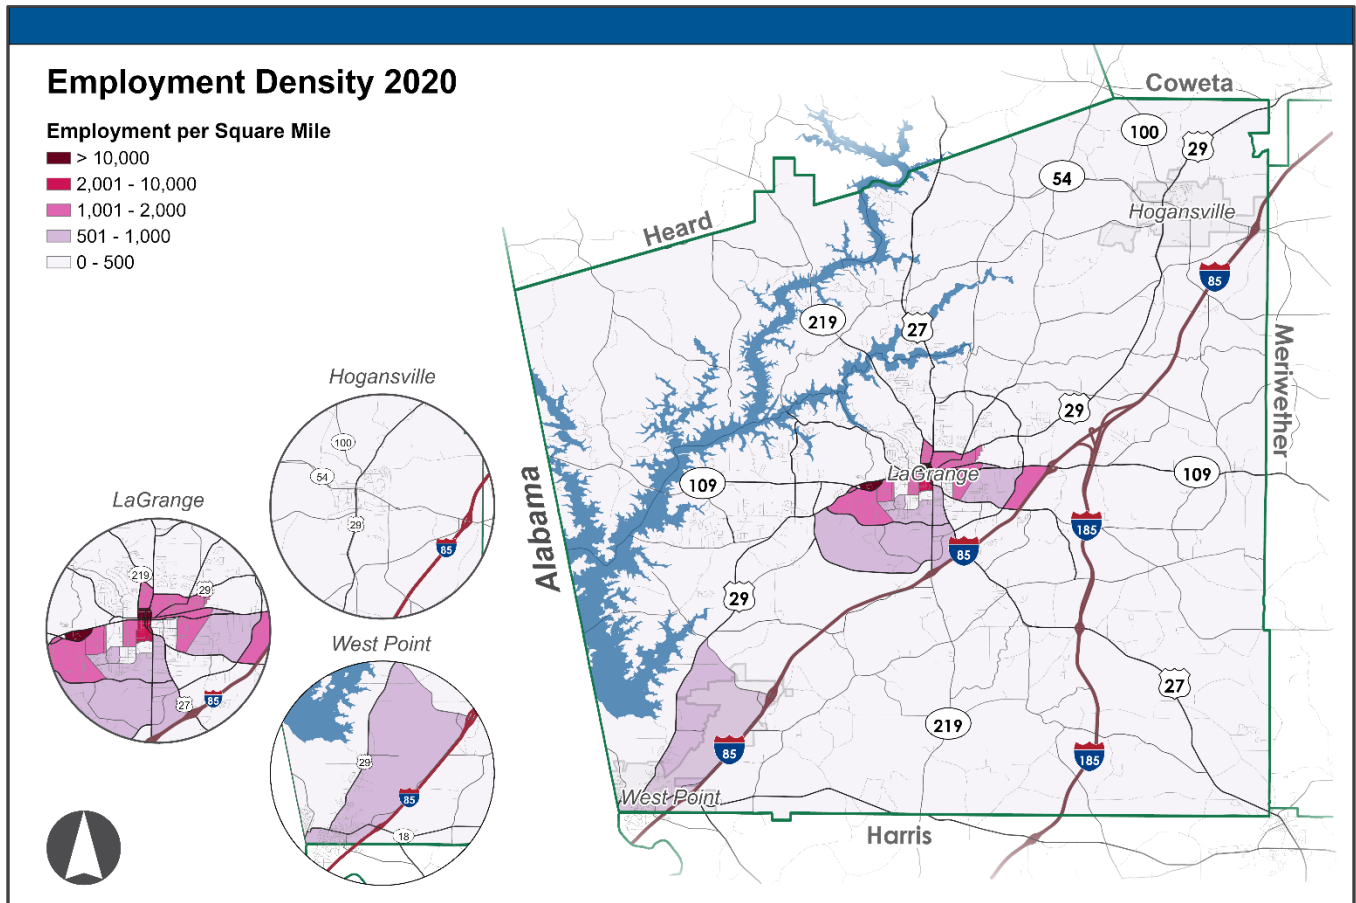 Employment Density 2020
Employment per Square Mile
> 10,000
2,001 - 10,000
1,001 - 2,000
501 - 1,000
0 - 500
Coweta
100
29
54
Hogansville
Heard
85
219
27
Meriwether
29
LaGrange
109
109
Alabama
185
85
29
27
219
85
185
West Point
Harris
Hogansville
100
54
29
85
LaGrange
219
29
27
85
West Point
29
85
18